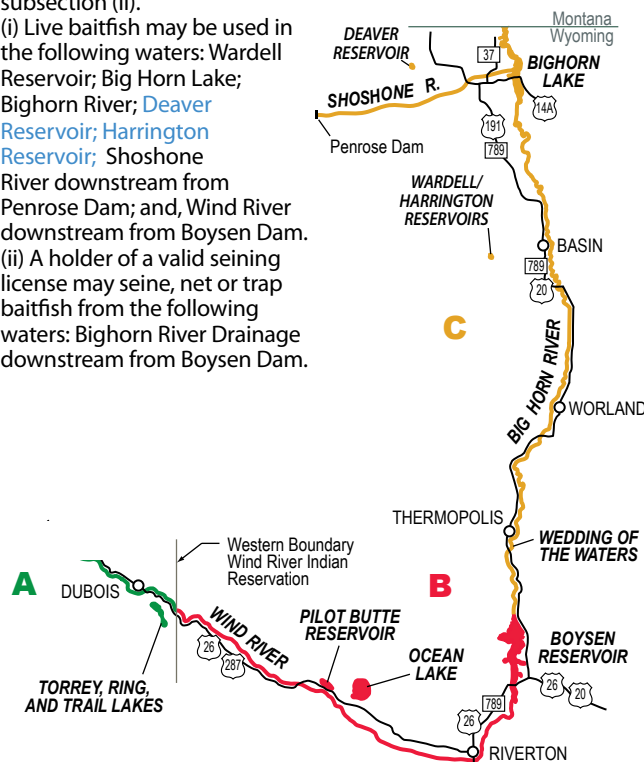 subsection (ii).
(i) Live baitfish may be used in
the following waters: Wardell
Reservoir; Big Horn Lake;
Bighorn River; Deaver
Reservoir; Harrington
Reservoir; Shoshone
River downstream from
Penrose Dam; and, Wind River
downstream from Boysen Dam.
(ii) A holder of a valid seining
license may seine, net or trap
baitfish from the following
waters: Bighorn River Drainage
downstream from Boysen Dam.
Montana
Wyoming
DEAVER
RESERVOIR
37
BIGHORN
LAKE
SHOSHONE R.
14A
Penrose Dam
191
789
WARDELL/
HARRINGTON
RESERVOIRS
BASIN
789
20
C
BIG HORN RIVER
WORLAND
THERMOPOLIS
WEDDING OF
THE WATERS
Western Boundary
Wind River Indian
Reservation
A
DUBOIS
B
WIND RIVER
PILOT BUTTE
RESERVOIR
BOYSEN
RESERVOIR
26
287
OCEAN
LAKE
TORREY, RING,
AND TRAIL LAKES
789
26
20
26
RIVERTON